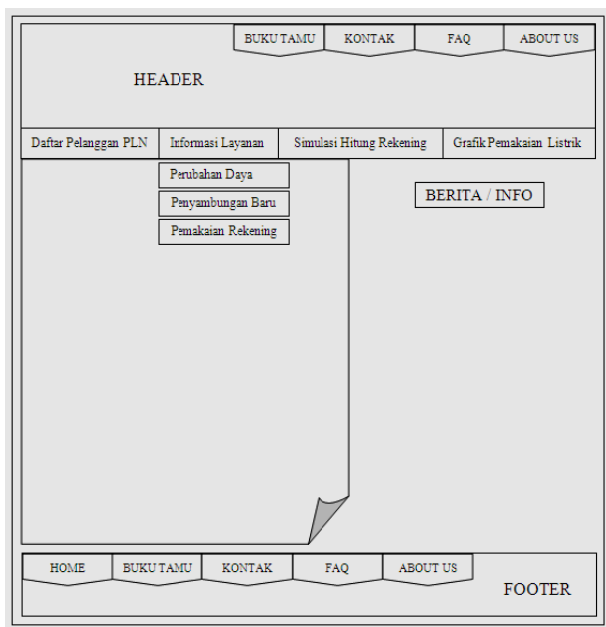 BUKU TAMU KONTAK FAQ ABOUT US
HEADER
Daftar Pelanggan PLN Informasi Layanan Simulasi Hitung Rekening Grafik Pemakaian Listrik
Perubahan Daya
BERITA / INFO
Penyambungan Baru
Pemakaian Rekening
HOME BUKU TAMU KONTAK FAQ ABOUT US
FOOTER